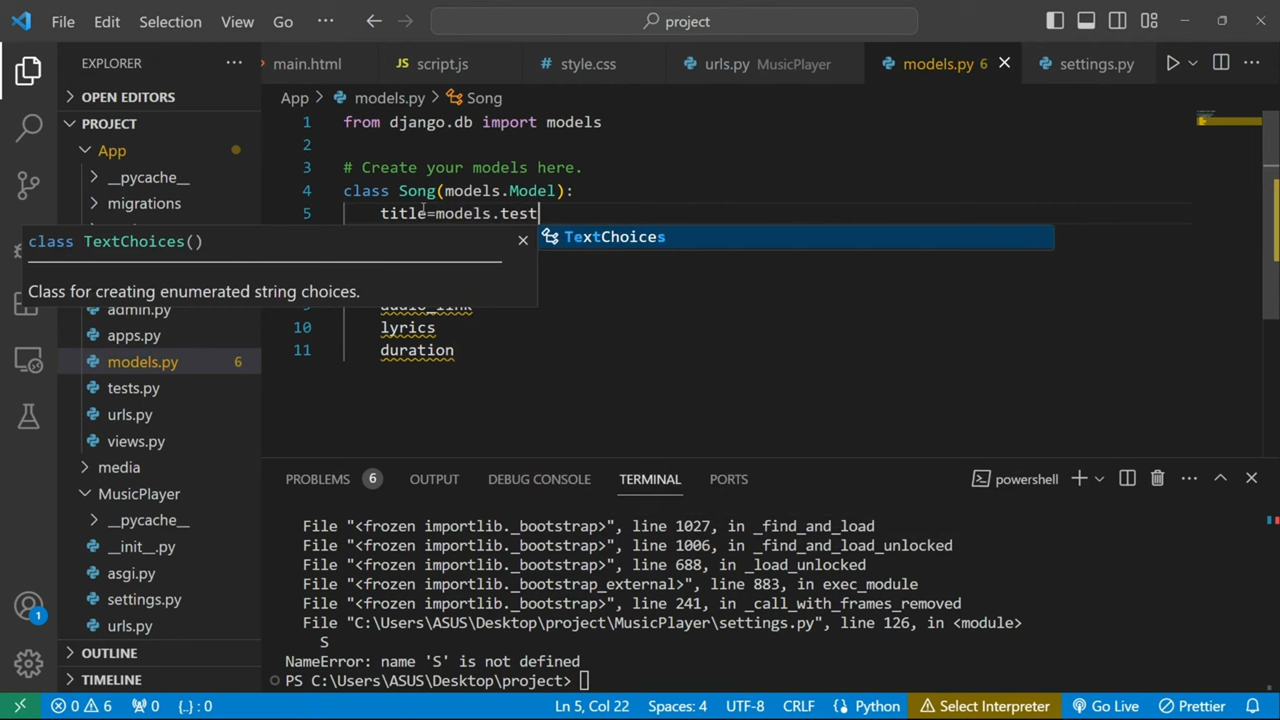 File Edit Selection View Go ··· project
EXPLORER ···
main.html JS script.js # style.css urls.py MusicPlayer models.py 6 settings.py ···
OPEN EDITORS
PROJECT
App
__pycache__
migrations
admin.py
apps.py
models.py 6
tests.py
urls.py
views.py
media
MusicPlayer
__pycache__
__init__.py
asgi.py
settings.py
urls.py
OUTLINE
TIMELINE
App > models.py > Song
1 from django.db import models
2
3 # Create your models here.
4 class Song(models.Model):
5 title=models.test
TextChoices
class TextChoices()
Class for creating enumerated string choices.
10 lyrics
11 duration
PROBLEMS 6 OUTPUT DEBUG CONSOLE TERMINAL PORTS powershell
File "<frozen importlib._bootstrap>", line 1027, in _find_and_load
File "<frozen importlib._bootstrap>", line 1006, in _find_and_load_unlocked
File "<frozen importlib._bootstrap>", line 688, in _load_unlocked
File "<frozen importlib._bootstrap_external>", line 883, in exec_module
File "<frozen importlib._bootstrap>", line 241, in _call_with_frames_removed
File "C:\Users\ASUS\Desktop\project\MusicPlayer\settings.py", line 126, in <module>
S
NameError: name 'S' is not defined
PS C:\Users\ASUS\Desktop\project>
1
0 6 0 {..} : 0 Ln 5, Col 22 Spaces: 4 UTF-8 CRLF Python Select Interpreter Go Live Prettier